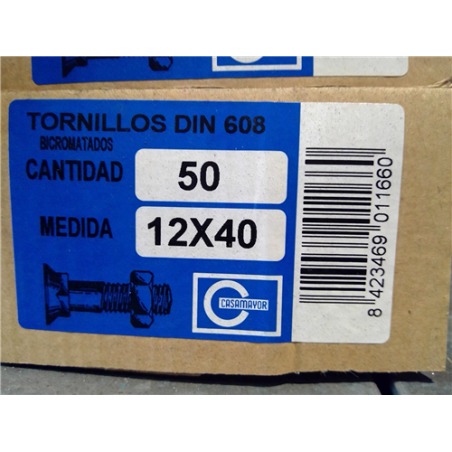 TORNILLOS DIN 608
BICROMATADOS
CANTIDAD 50
MEDIDA 12X40
C
CASAMAYOR
8 423469 011660